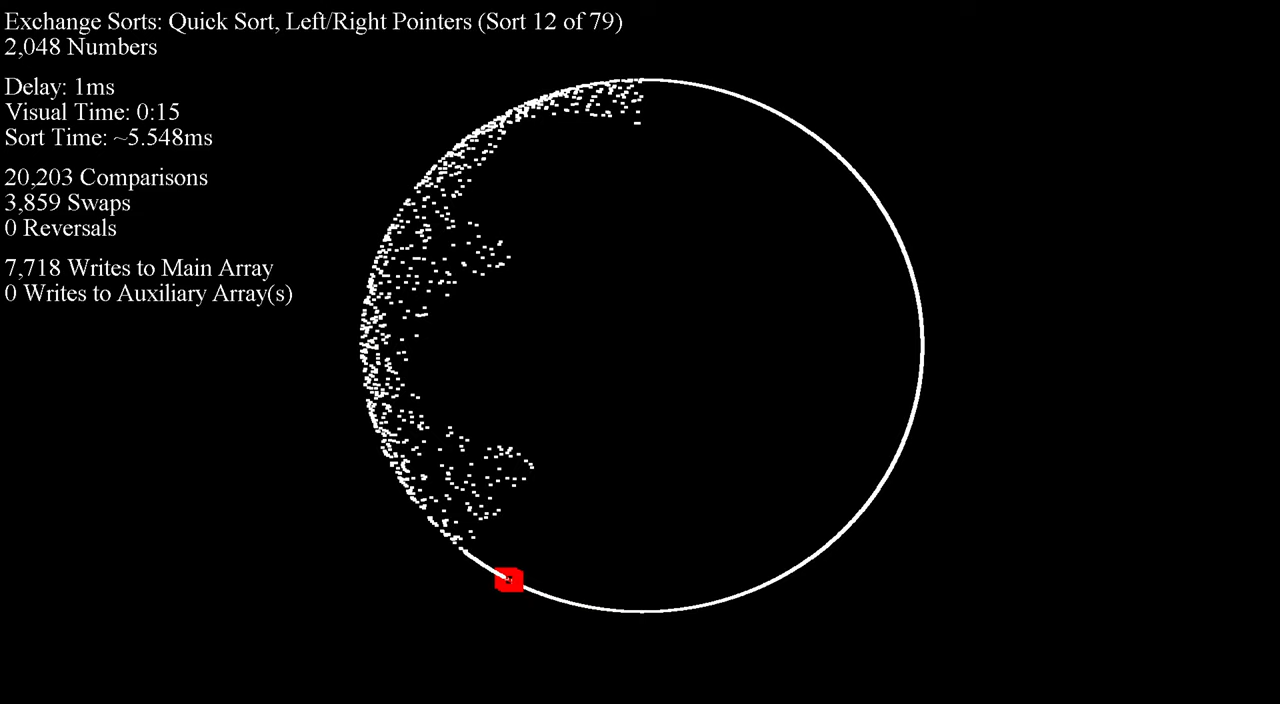 Exchange Sorts: Quick Sort, Left/Right Pointers (Sort 12 of 79)
2,048 Numbers
Delay: 1ms
Visual Time: 0:15
Sort Time: ~5.548ms
20,203 Comparisons
3,859 Swaps
0 Reversals
7,718 Writes to Main Array
0 Writes to Auxiliary Array(s)